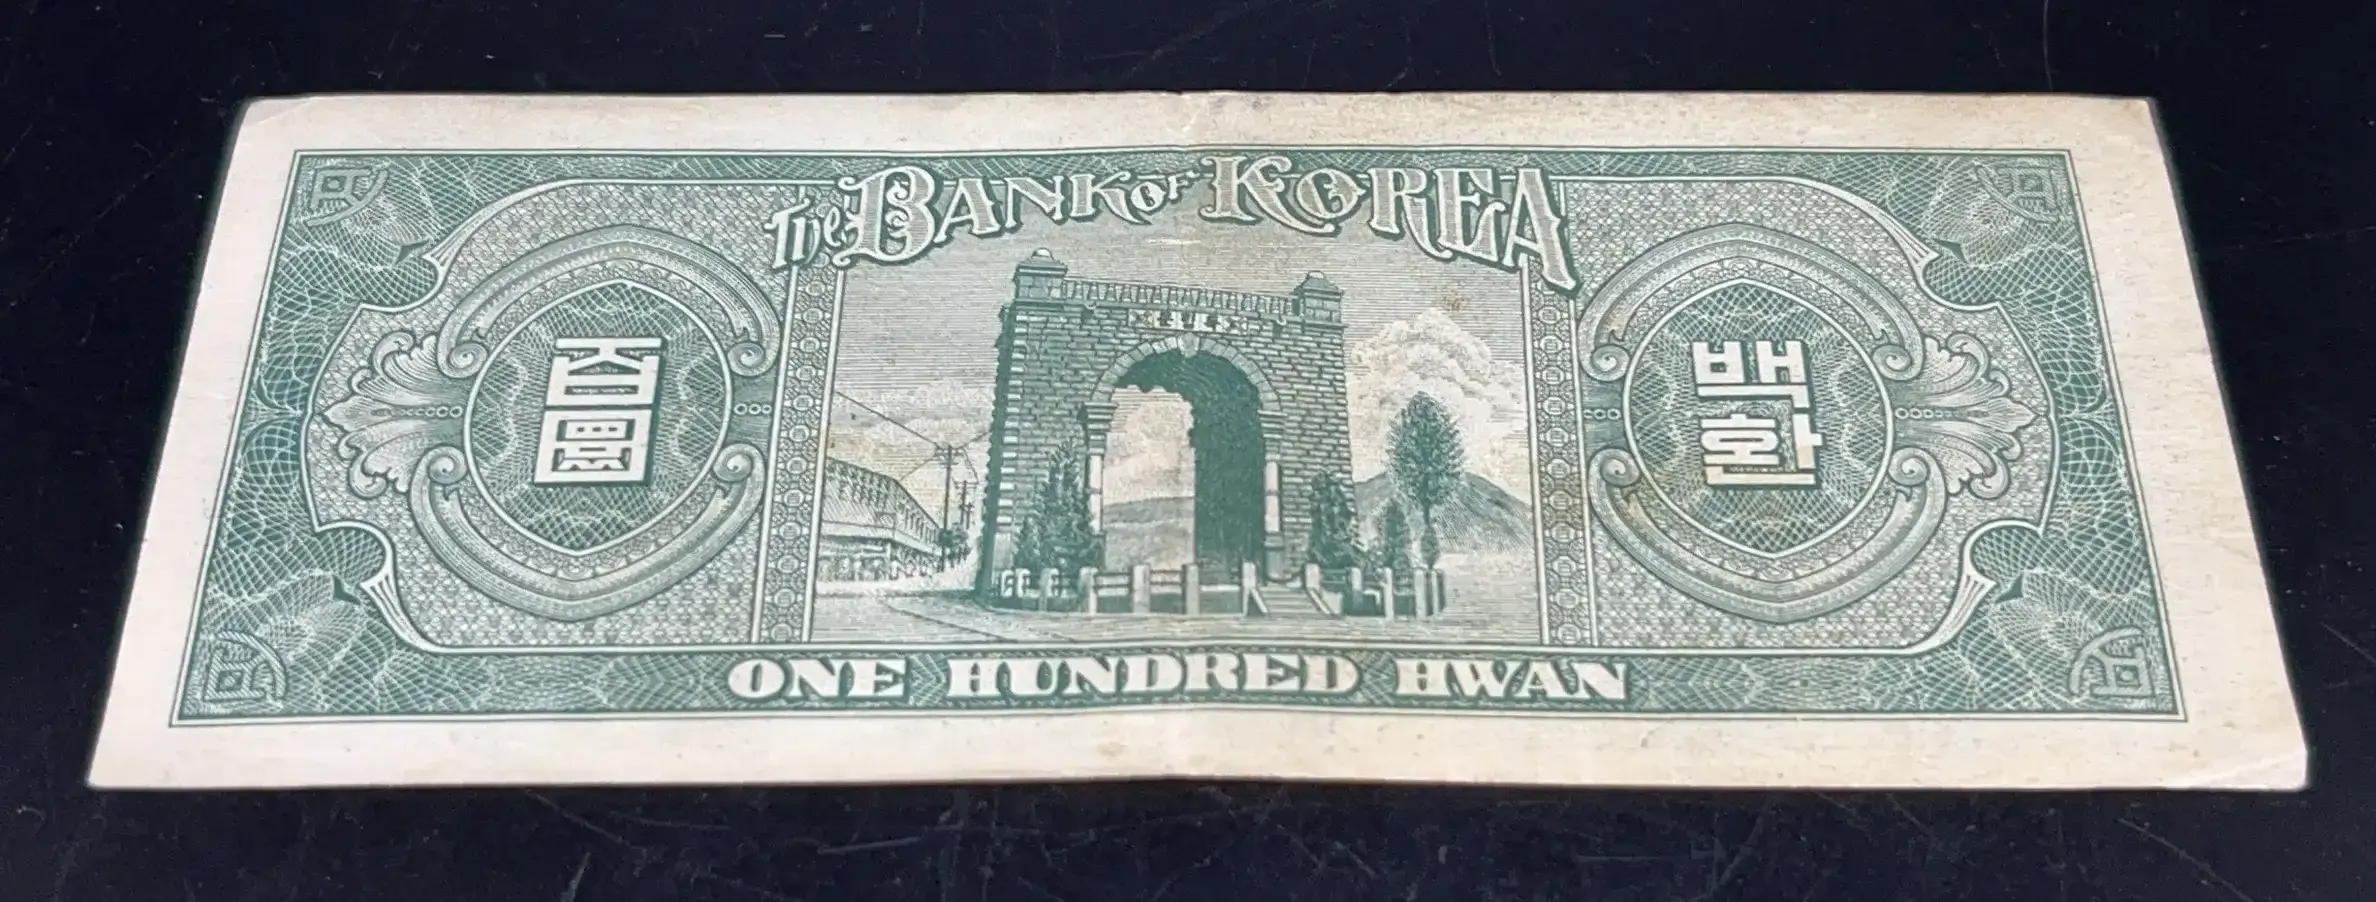 The BANK OF KOREA
百圜
백환
ONE HUNDRED HWAN